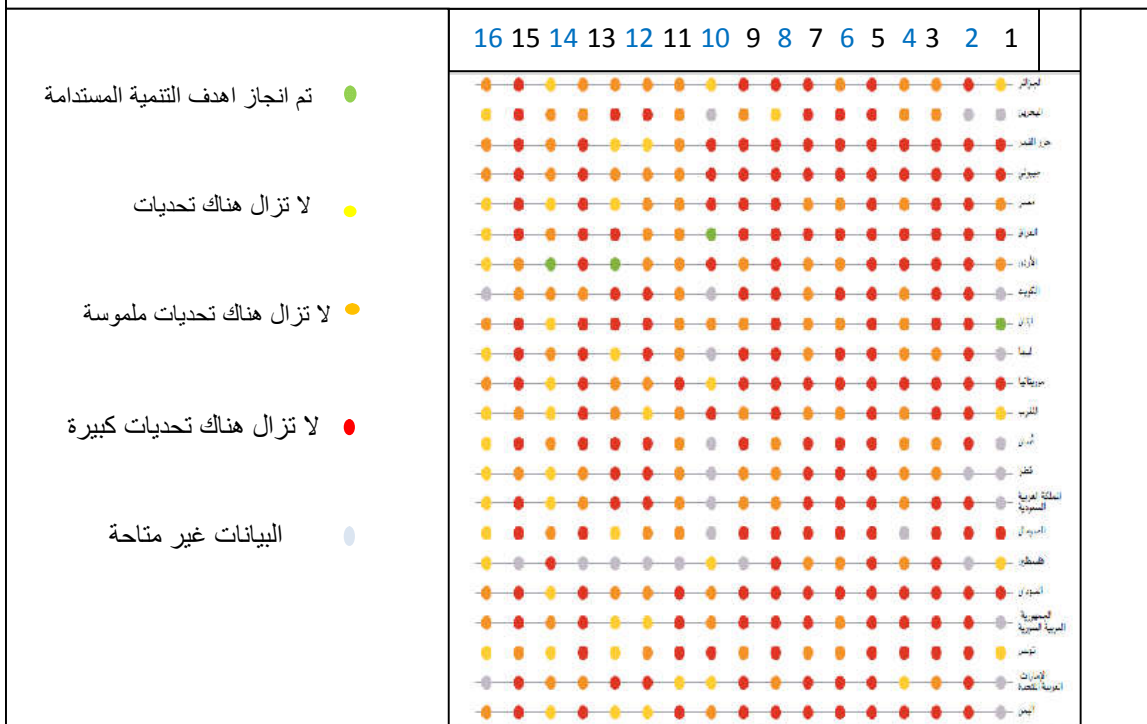 16 15 14 13 12 11 10 9 8 7 6 5 4 3 2 1
تم انجاز اهدف التنمية المستدامة
لا تزال هناك تحديات
لا تزال هناك تحديات ملموسة
لا تزال هناك تحديات كبيرة
البيانات غير متاحة
الجزائر
البحرين
جزر القمر
جيبوتي
مصر
العراق
الأردن
الكويت
لبنان
ليبيا
موريتانيا
المغرب
عُمان
قطر
المملكة العربية
السعودية
الصومال
فلسطين
السودان
الجمهورية
العربية السورية
تونس
الإمارات
العربية المتحدة
اليمن